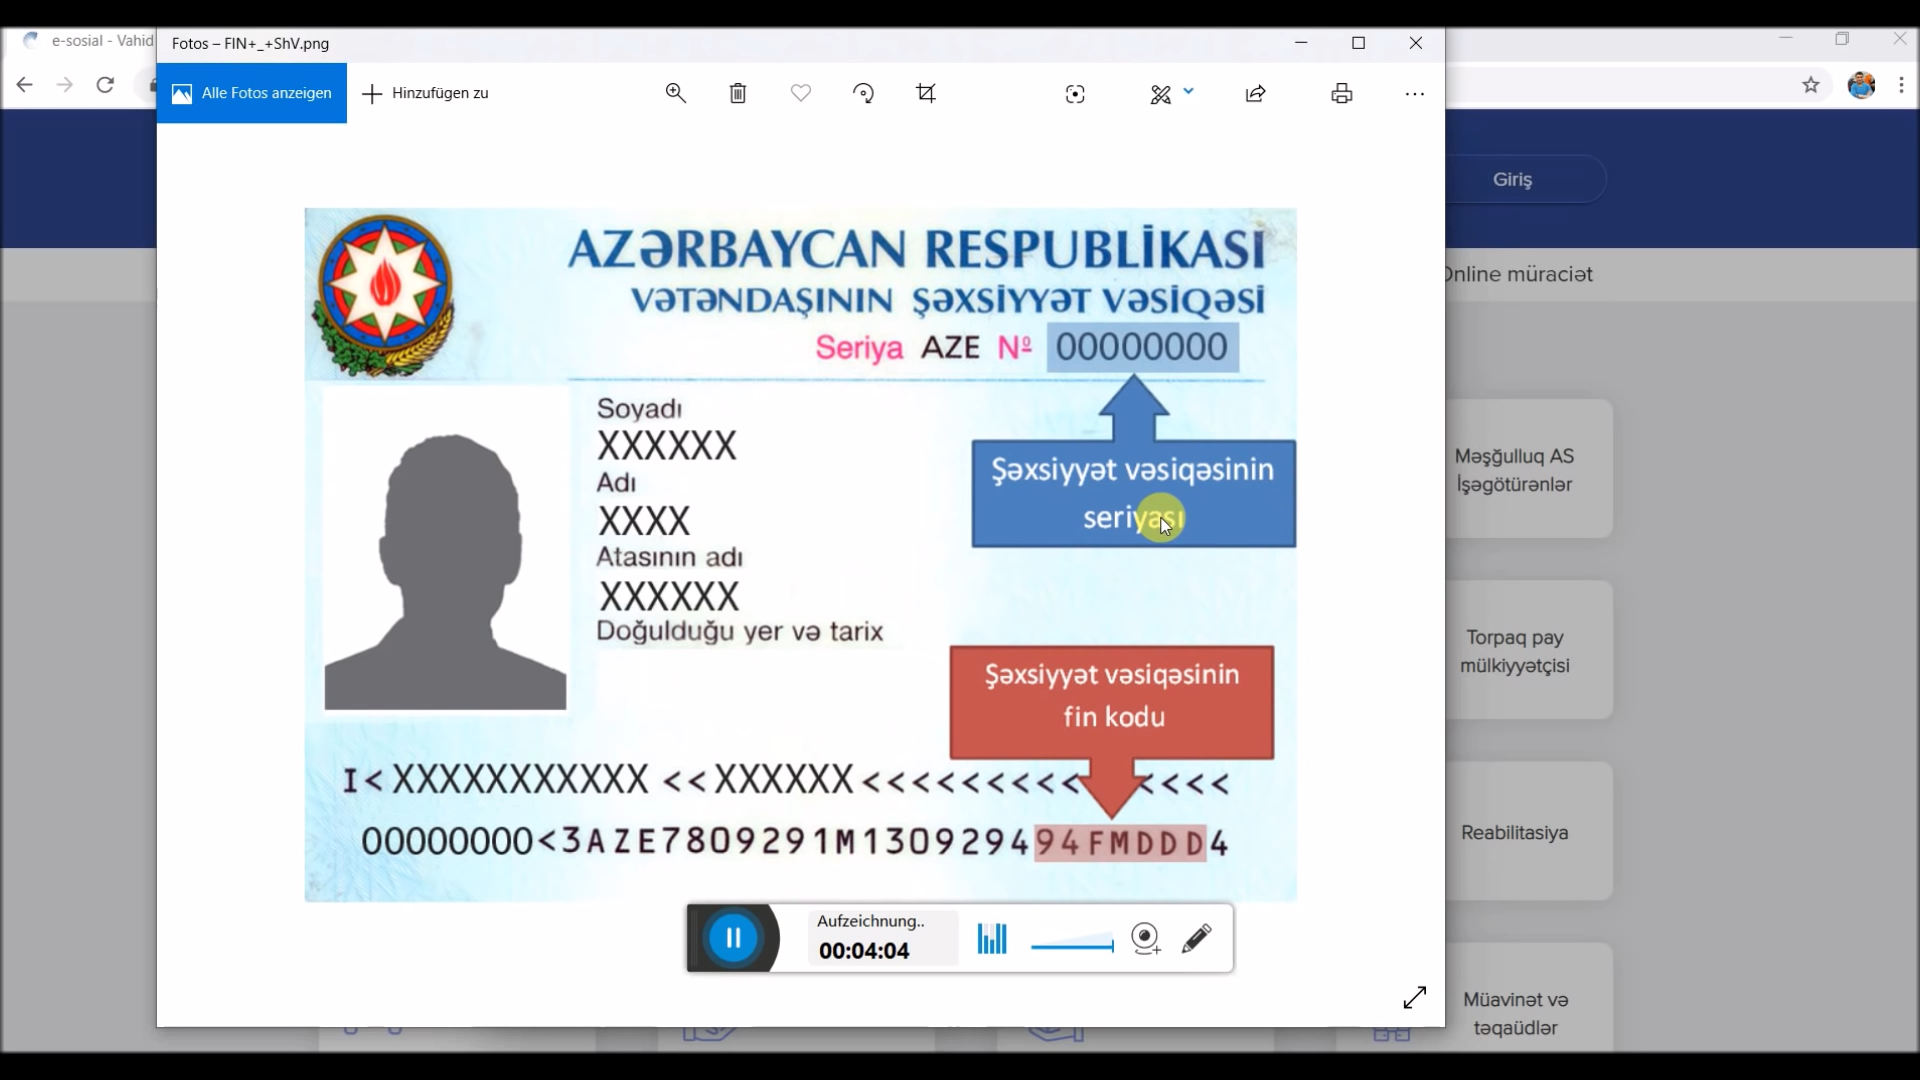 e-sosial - Vahid
Fotos – FIN+_+ShV.png
Alle Fotos anzeigen
Hinzufügen zu
Giriş
Online müraciət
AZƏRBAYCAN RESPUBLİKASI
VƏTƏNDAŞININ ŞƏXSİYYƏT VƏSİQƏSİ
Seriya AZE № 00000000
Soyadı
XXXXXX
Adı
XXXX
Atasının adı
XXXXXX
Doğulduğu yer və tarix
Şəxsiyyət vəsiqəsinin
seriyası
Şəxsiyyət vəsiqəsinin
fin kodu
I<XXXXXXXXXXX<<XXXXXX<<<<<<<<<<<<<
00000000<3AZE7809291M130929494FMDDD4
Məşğulluq AS
İşəgötürənlər
Torpaq pay
mülkiyyətçisi
Reabilitasiya
Müavinət və
təqaüdlər
Aufzeichnung..
00:04:04